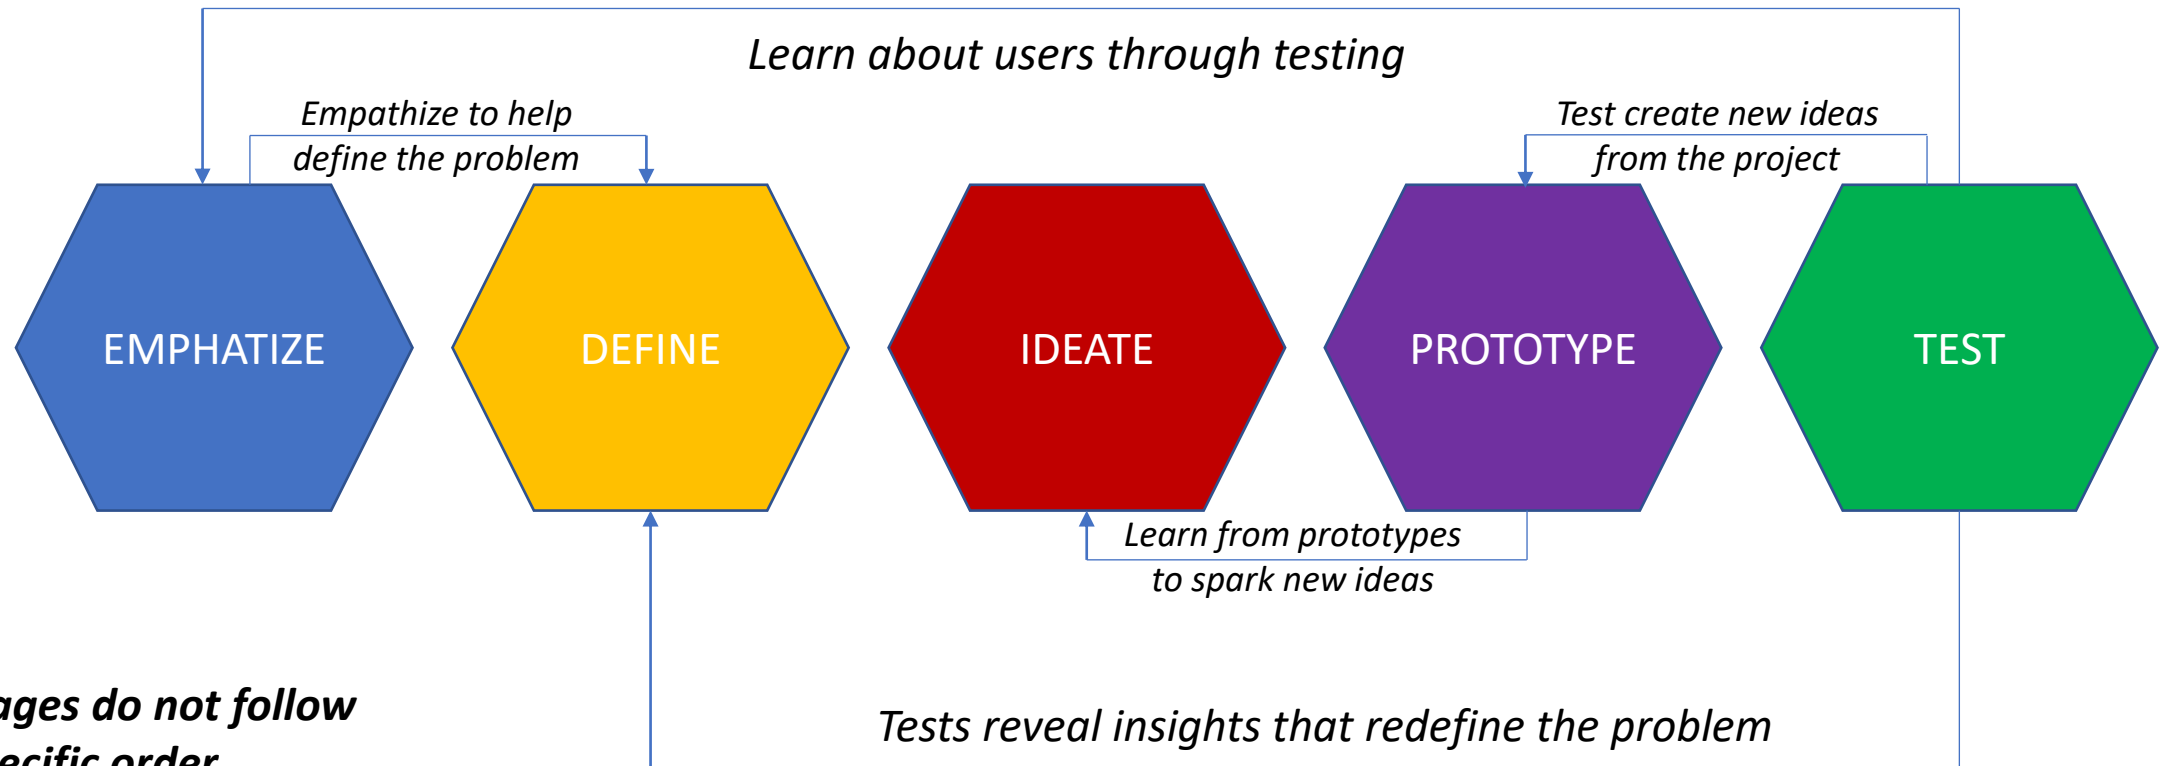 Learn about users through testing
Empathize to help
define the problem
Test create new ideas
from the project
EMPHATIZE
DEFINE
IDEATE
PROTOTYPE
TEST
Learn from prototypes
to spark new ideas
do not follow
order
Tests reveal insights that redefine the problem